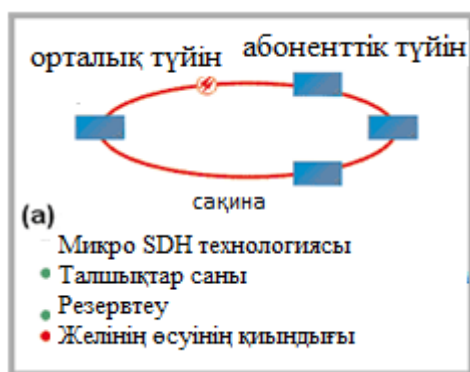 орталық түйін
абоненттік түйін
сақина
(а)
Микро SDH технологиясы
Талшықтар саны
Резервтеу
Желінің өсуінің қиындығы